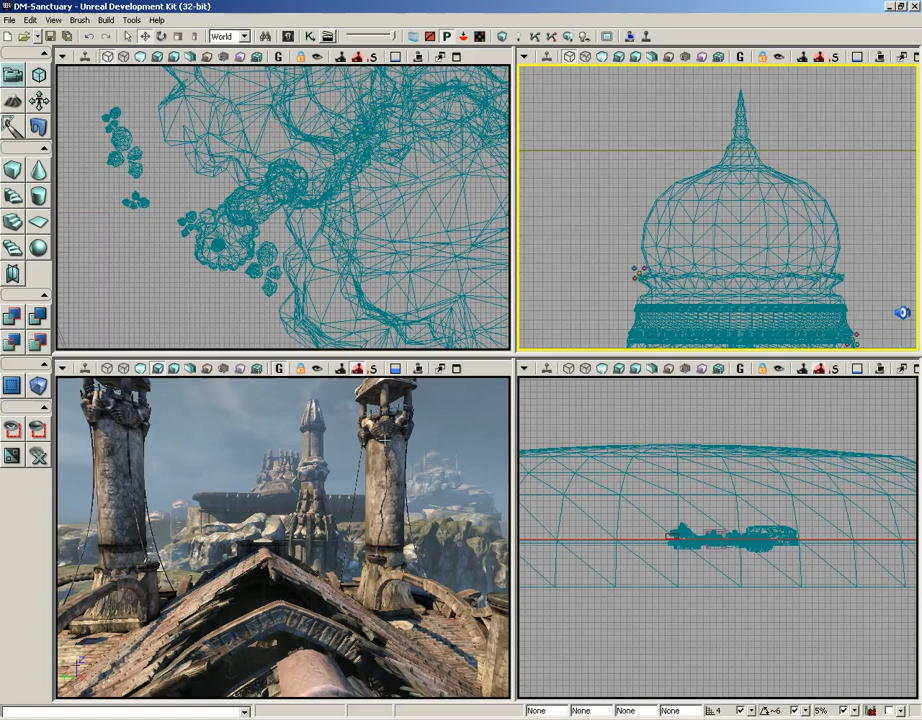 DM-Sanctuary - Unreal Development Kit (32-bit)
File Edit View Brush Build Tools Help
World K P
G S G S
G S G S
None None None None 4 ~6 5%